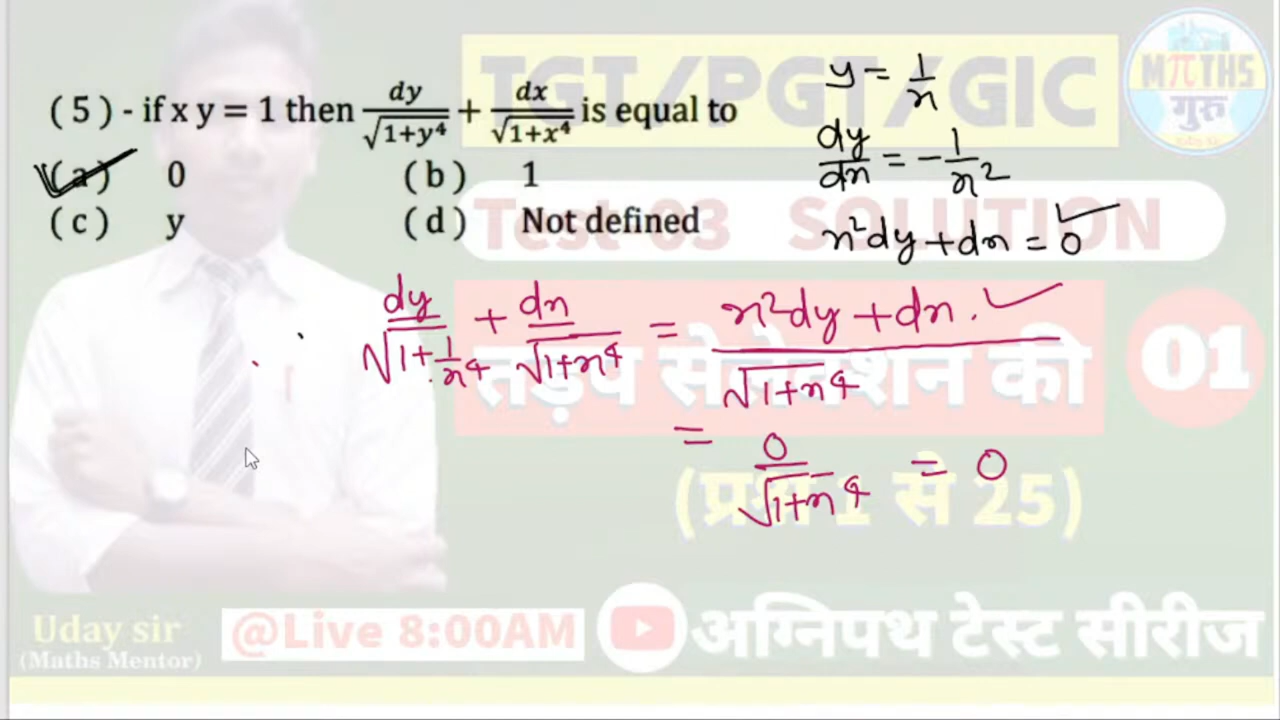 TGT/PGT/GIC
MπTHS
गुरु
( 5 ) - if x y = 1 then dy/√1+y⁴ + dx/√1+x⁴ is equal to
(a) 0 ( b ) 1
( c ) y ( d ) Not defined
Test-03 SOLUTION
y = 1/x
dy/dx = -1/x²
x²dy+dx = 0
dy/√1+1/x⁴ + dx/√1+x⁴ = x²dy+dx./√1+x⁴
= 0/√1+x⁴ = 0
तड़प सेलेक्शन की 01
(प्रश्न 1 से 25)
Uday sir
(Maths Mentor)
@Live 8:00AM
अग्निपथ टेस्ट सीरीज